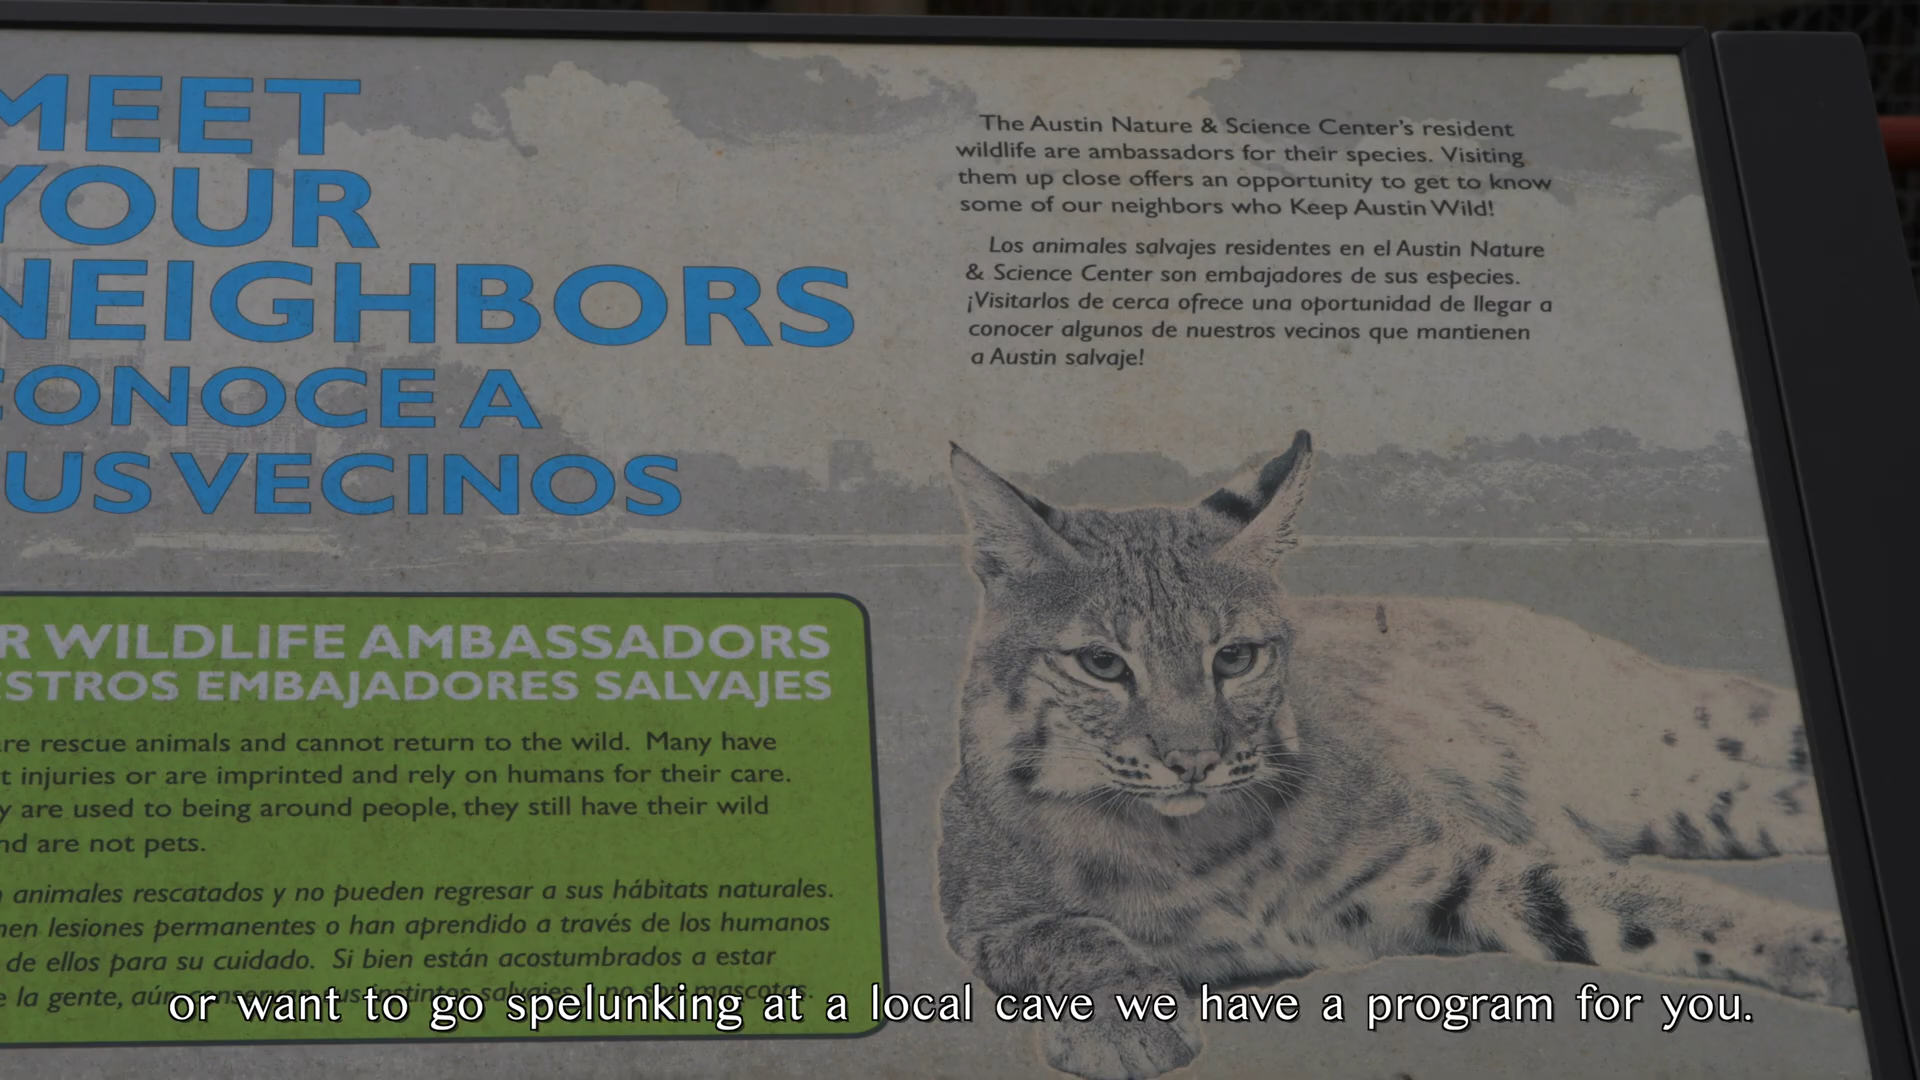 MEET
YOUR
NEIGHBORS
CONOCE A
SUS VECINOS
The Austin Nature & Science Center's resident
wildlife are ambassadors for their species. Visiting
them up close offers an opportunity to get to know
some of our neighbors who Keep Austin Wild!
Los animales salvajes residentes en el Austin Nature
& Science Center son embajadores de sus especies.
¡Visitarlos de cerca ofrece una oportunidad de llegar a
conocer algunos de nuestros vecinos que mantienen
a Austin salvaje!
R WILDLIFE AMBASSADORS
ESTROS EMBAJADORES SALVAJES
re rescue animals and cannot return to the wild. Many have
t injuries or are imprinted and rely on humans for their care.
y are used to being around people, they still have their wild
nd are not pets.
animales rescatados y no pueden regresar a sus hábitats naturales.
nen lesiones permanentes o han aprendido a través de los humanos
de ellos para su cuidado. Si bien están acostumbrados a estar
e la gente, aún conservan sus instintos salvajes y no son mascotas.
or want to go spelunking at a local cave we have a program for you.